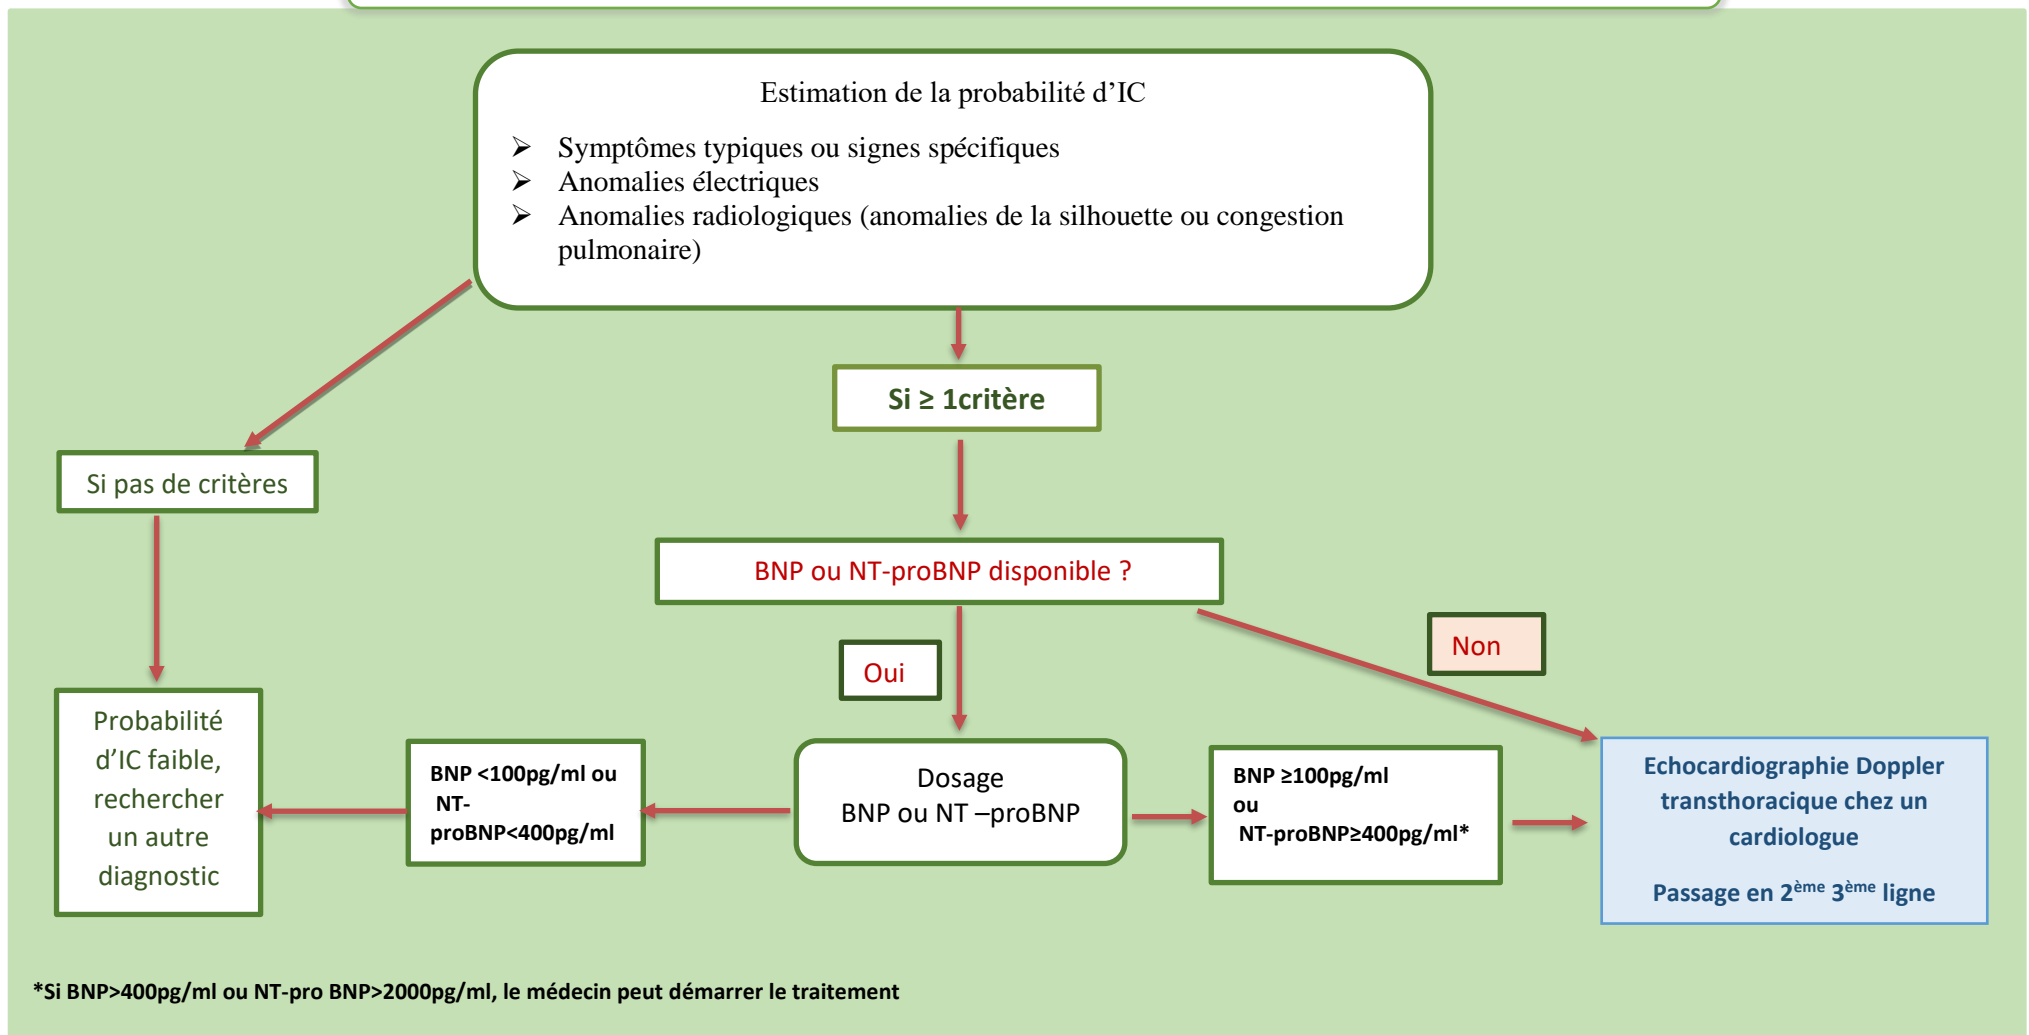 Estimation de la probabilité d’IC
➢ Symptômes typiques ou signes spécifiques
➢ Anomalies électriques
➢ Anomalies radiologiques (anomalies de la silhouette ou congestion
pulmonaire)
Si ≥ 1critère
Si pas de critères
BNP ou NT-proBNP disponible ?
Oui
Non
Probabilité
d’IC faible,
rechercher
un autre
diagnostic
BNP <100pg/ml ou
NT-
proBNP<400pg/ml
Dosage
BNP ou NT –proBNP
BNP ≥100pg/ml
ou
NT-proBNP≥400pg/ml*
Echocardiographie Doppler
transthoracique chez un
cardiologue
Passage en 2ème 3ème ligne
*Si BNP>400pg/ml ou NT-pro BNP>2000pg/ml, le médecin peut démarrer le traitement